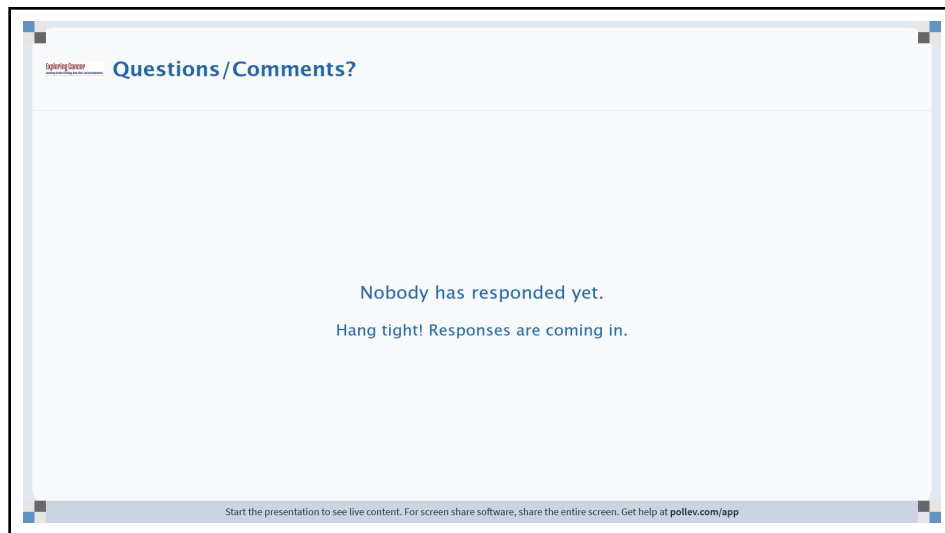 Exploring Cancer
Questions/Comments?
Nobody has responded yet.
Hang tight! Responses are coming in.
Start the presentation to see live content. For screen share software, share the entire screen. Get help at pollev.com/app